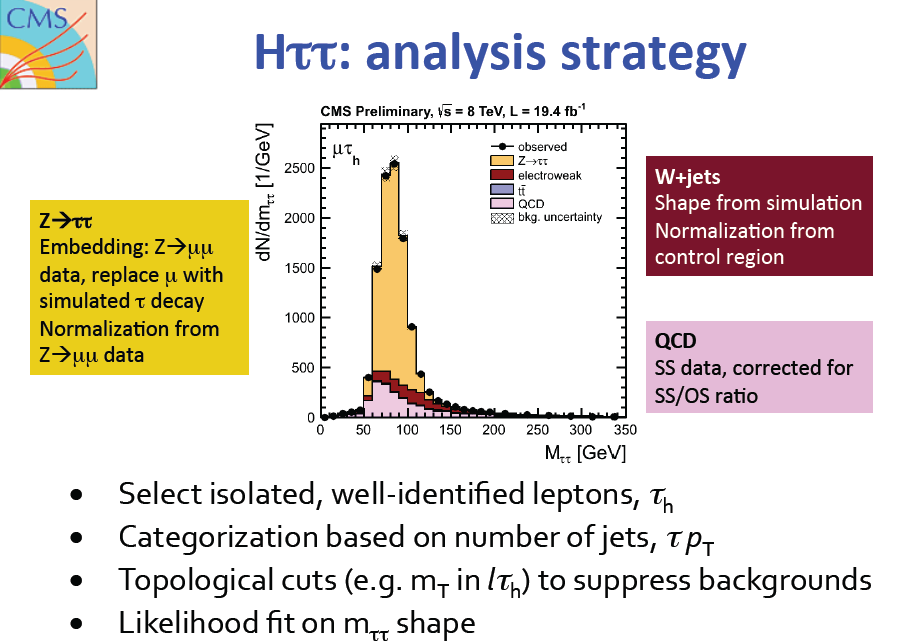 CMS
Hττ: analysis strategy
CMS Preliminary, √s = 8 TeV, L = 19.4 fb⁻¹
μτₕ
observed
Z→ττ
electroweak
tt̄
QCD
bkg. uncertainty
dN/dmττ [1/GeV]
2500
2000
1500
1000
500
0
0 50 100 150 200 250 300 350
Mττ [GeV]
Z→ττ
Embedding: Z→μμ
data, replace μ with
simulated τ decay
Normalization from
Z→μμ data
W+jets
Shape from simulation
Normalization from
control region
QCD
SS data, corrected for
SS/OS ratio
• Select isolated, well-identified leptons, τₕ
• Categorization based on number of jets, τ pT
• Topological cuts (e.g. mT in lτₕ) to suppress backgrounds
• Likelihood fit on mττ shape